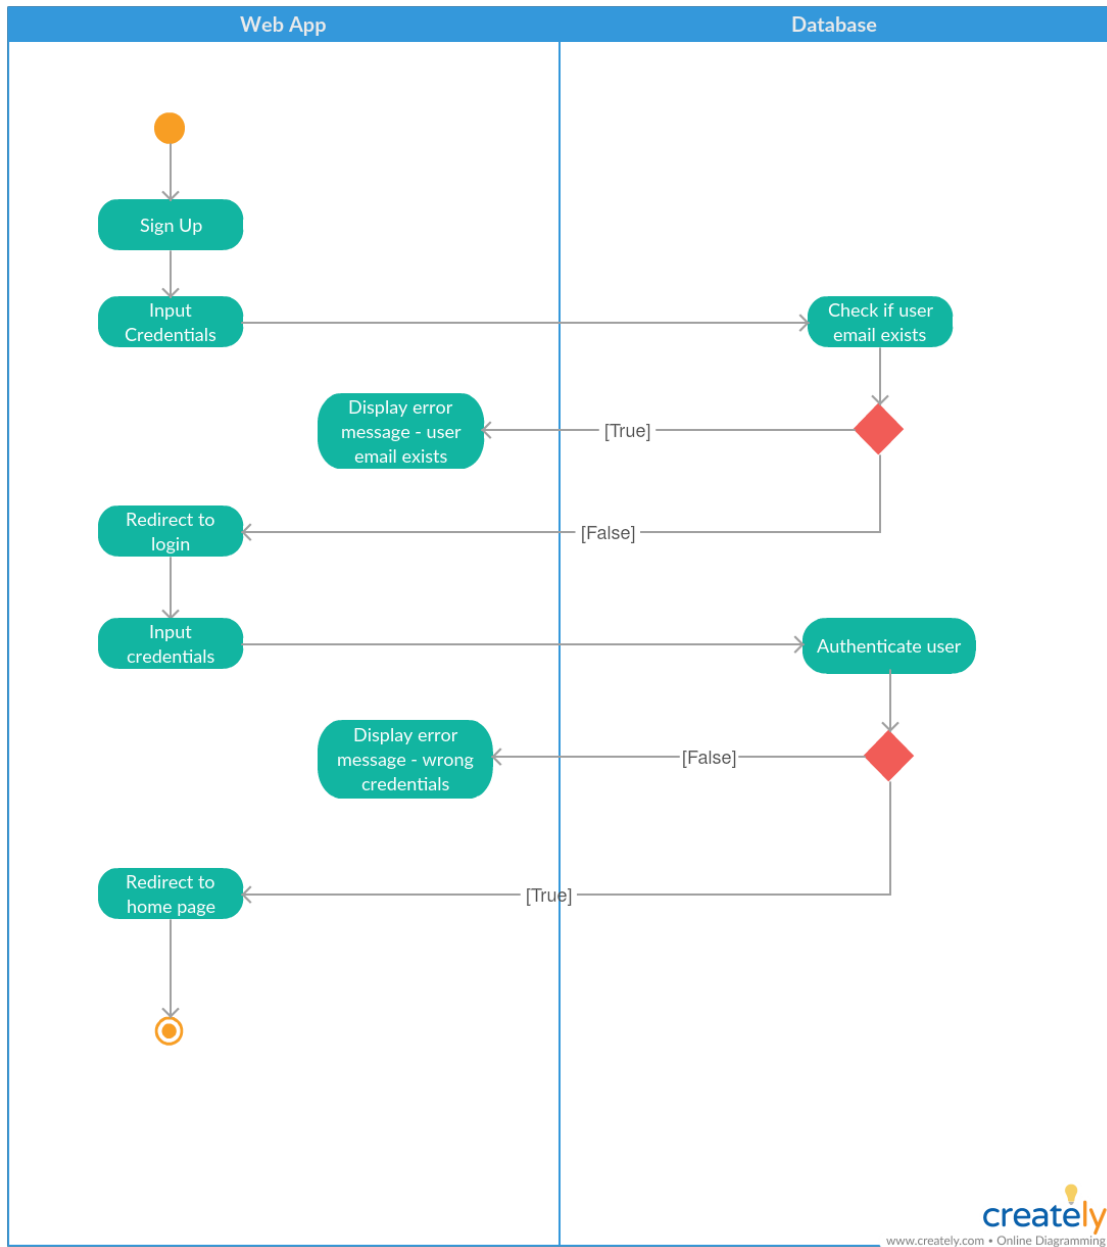 Web App
Database
Sign Up
Input
Credentials
Check if user
email exists
Display error
message - user
email exists
[True]
[False]
Redirect to
login
Input
credentials
Authenticate user
Display error
message - wrong
credentials
[False]
Redirect to
home page
[True]
creately
www.creately.com • Online Diagramming